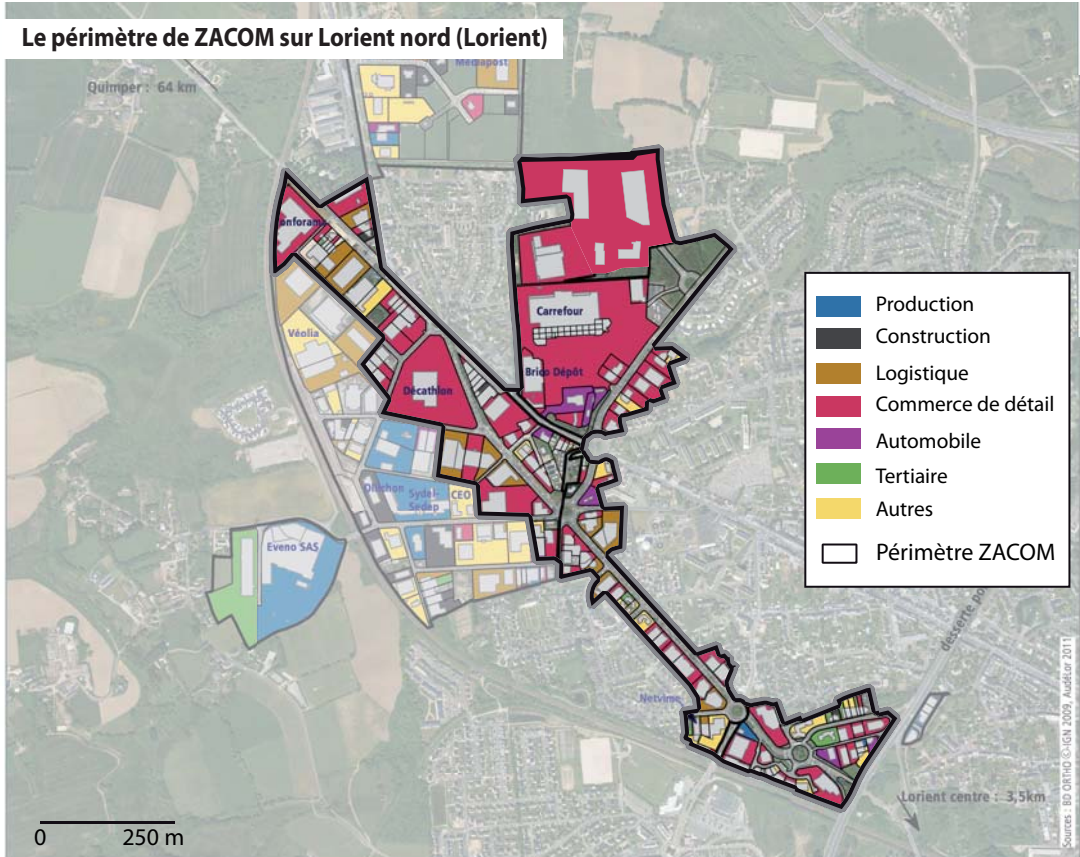 Le périmètre de ZACOM sur Lorient nord (Lorient)
Médiapost
Quimper : 64 km
onforama
Véolia
Carrefour
Brico Dépôt
Décathlon
Sydel-
Sedap
CEO
Eveno SAS
Netvime
Production
Construction
Logistique
Commerce de détail
Automobile
Tertiaire
Autres
Périmètre ZACOM
desserte
Lorient centre : 3,5km
0 250 m
Sources : BD ORTHO ©-IGN 2009, AudéLor 2011